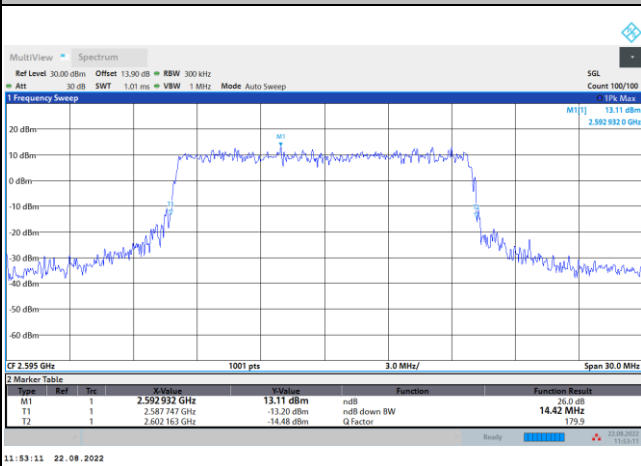 MultiView Spectrum
Ref Level 30.00 dBm Offset 13.90 dB RBW 300 kHz SGL
Att 30 dB SWT 1.01 ms VBW 1 MHz Mode Auto Sweep Count 100/100
1 Frequency Sweep 1Pk Max
M1[1] 13.11 dBm
2.592 932 0 GHz
M1
20 dBm
10 dBm
0 dBm
-10 dBm
T1
-20 dBm
-30 dBm
-40 dBm
-50 dBm
-60 dBm
CF 2.595 GHz 1001 pts 3.0 MHz/ Span 30.0 MHz
2 Marker Table
Type Ref Trc X-Value Y-Value Function Function Result
M1 1 2.592 932 GHz 13.11 dBm ndB 26.0 dB
T1 1 2.587 747 GHz -13.20 dBm ndB down BW 14.42 MHz
T2 1 2.602 163 GHz -14.48 dBm Q Factor 179.9
Ready 22.08.2022
11:53:11
11:53:11 22.08.2022